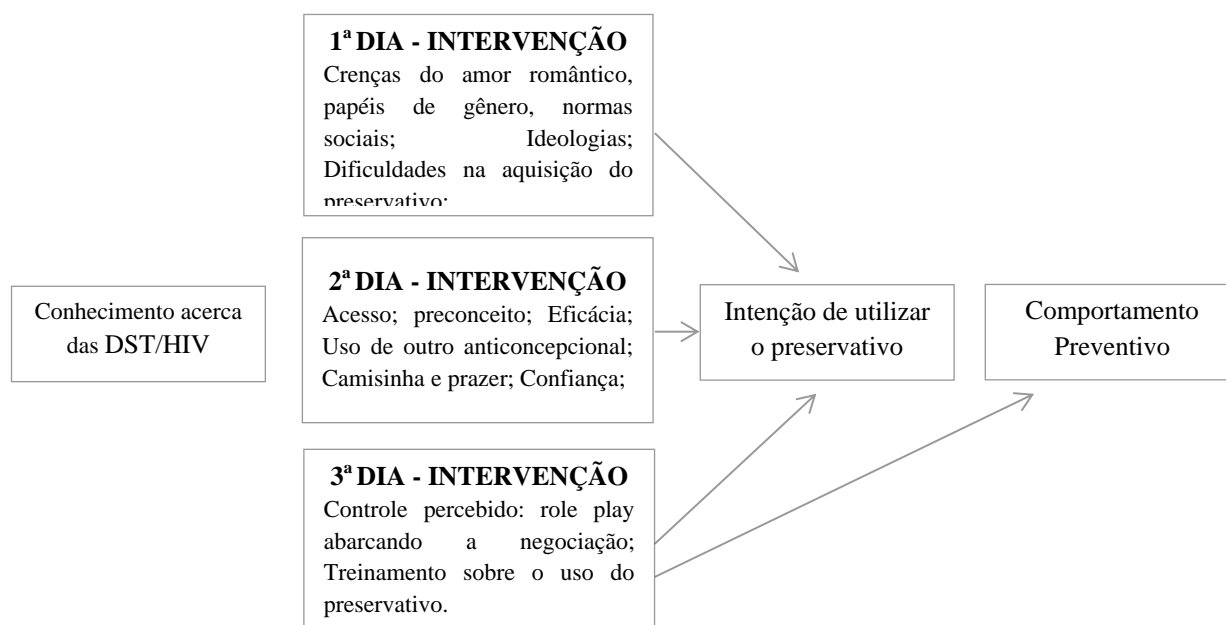 1ª DIA - INTERVENÇÃO
Crenças do amor romântico,
papéis de gênero, normas
sociais; Ideologias;
Dificuldades na aquisição do
preservativo;
Conhecimento acerca
das DST/HIV
2ª DIA - INTERVENÇÃO
Acesso; preconceito; Eficácia;
Uso de outro anticoncepcional;
Camisinha e prazer; Confiança;
3ª DIA - INTERVENÇÃO
Controle percebido: role play
abarcando a negociação;
Treinamento sobre o uso do
preservativo.
Intenção de utilizar
o preservativo
Comportamento
Preventivo